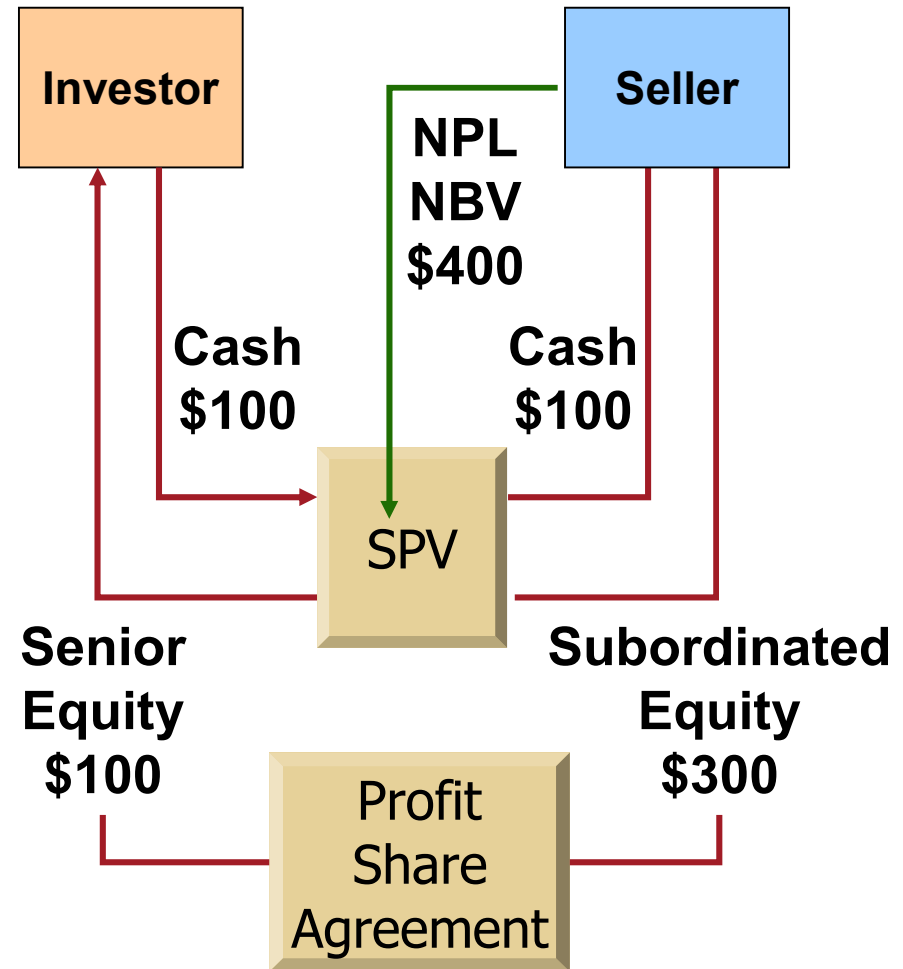 Investor
Seller
NPL
NBV
$400
Cash
$100
Cash
$100
SPV
Senior
Equity
$100
Subordinated
Equity
$300
Profit
Share
Agreement